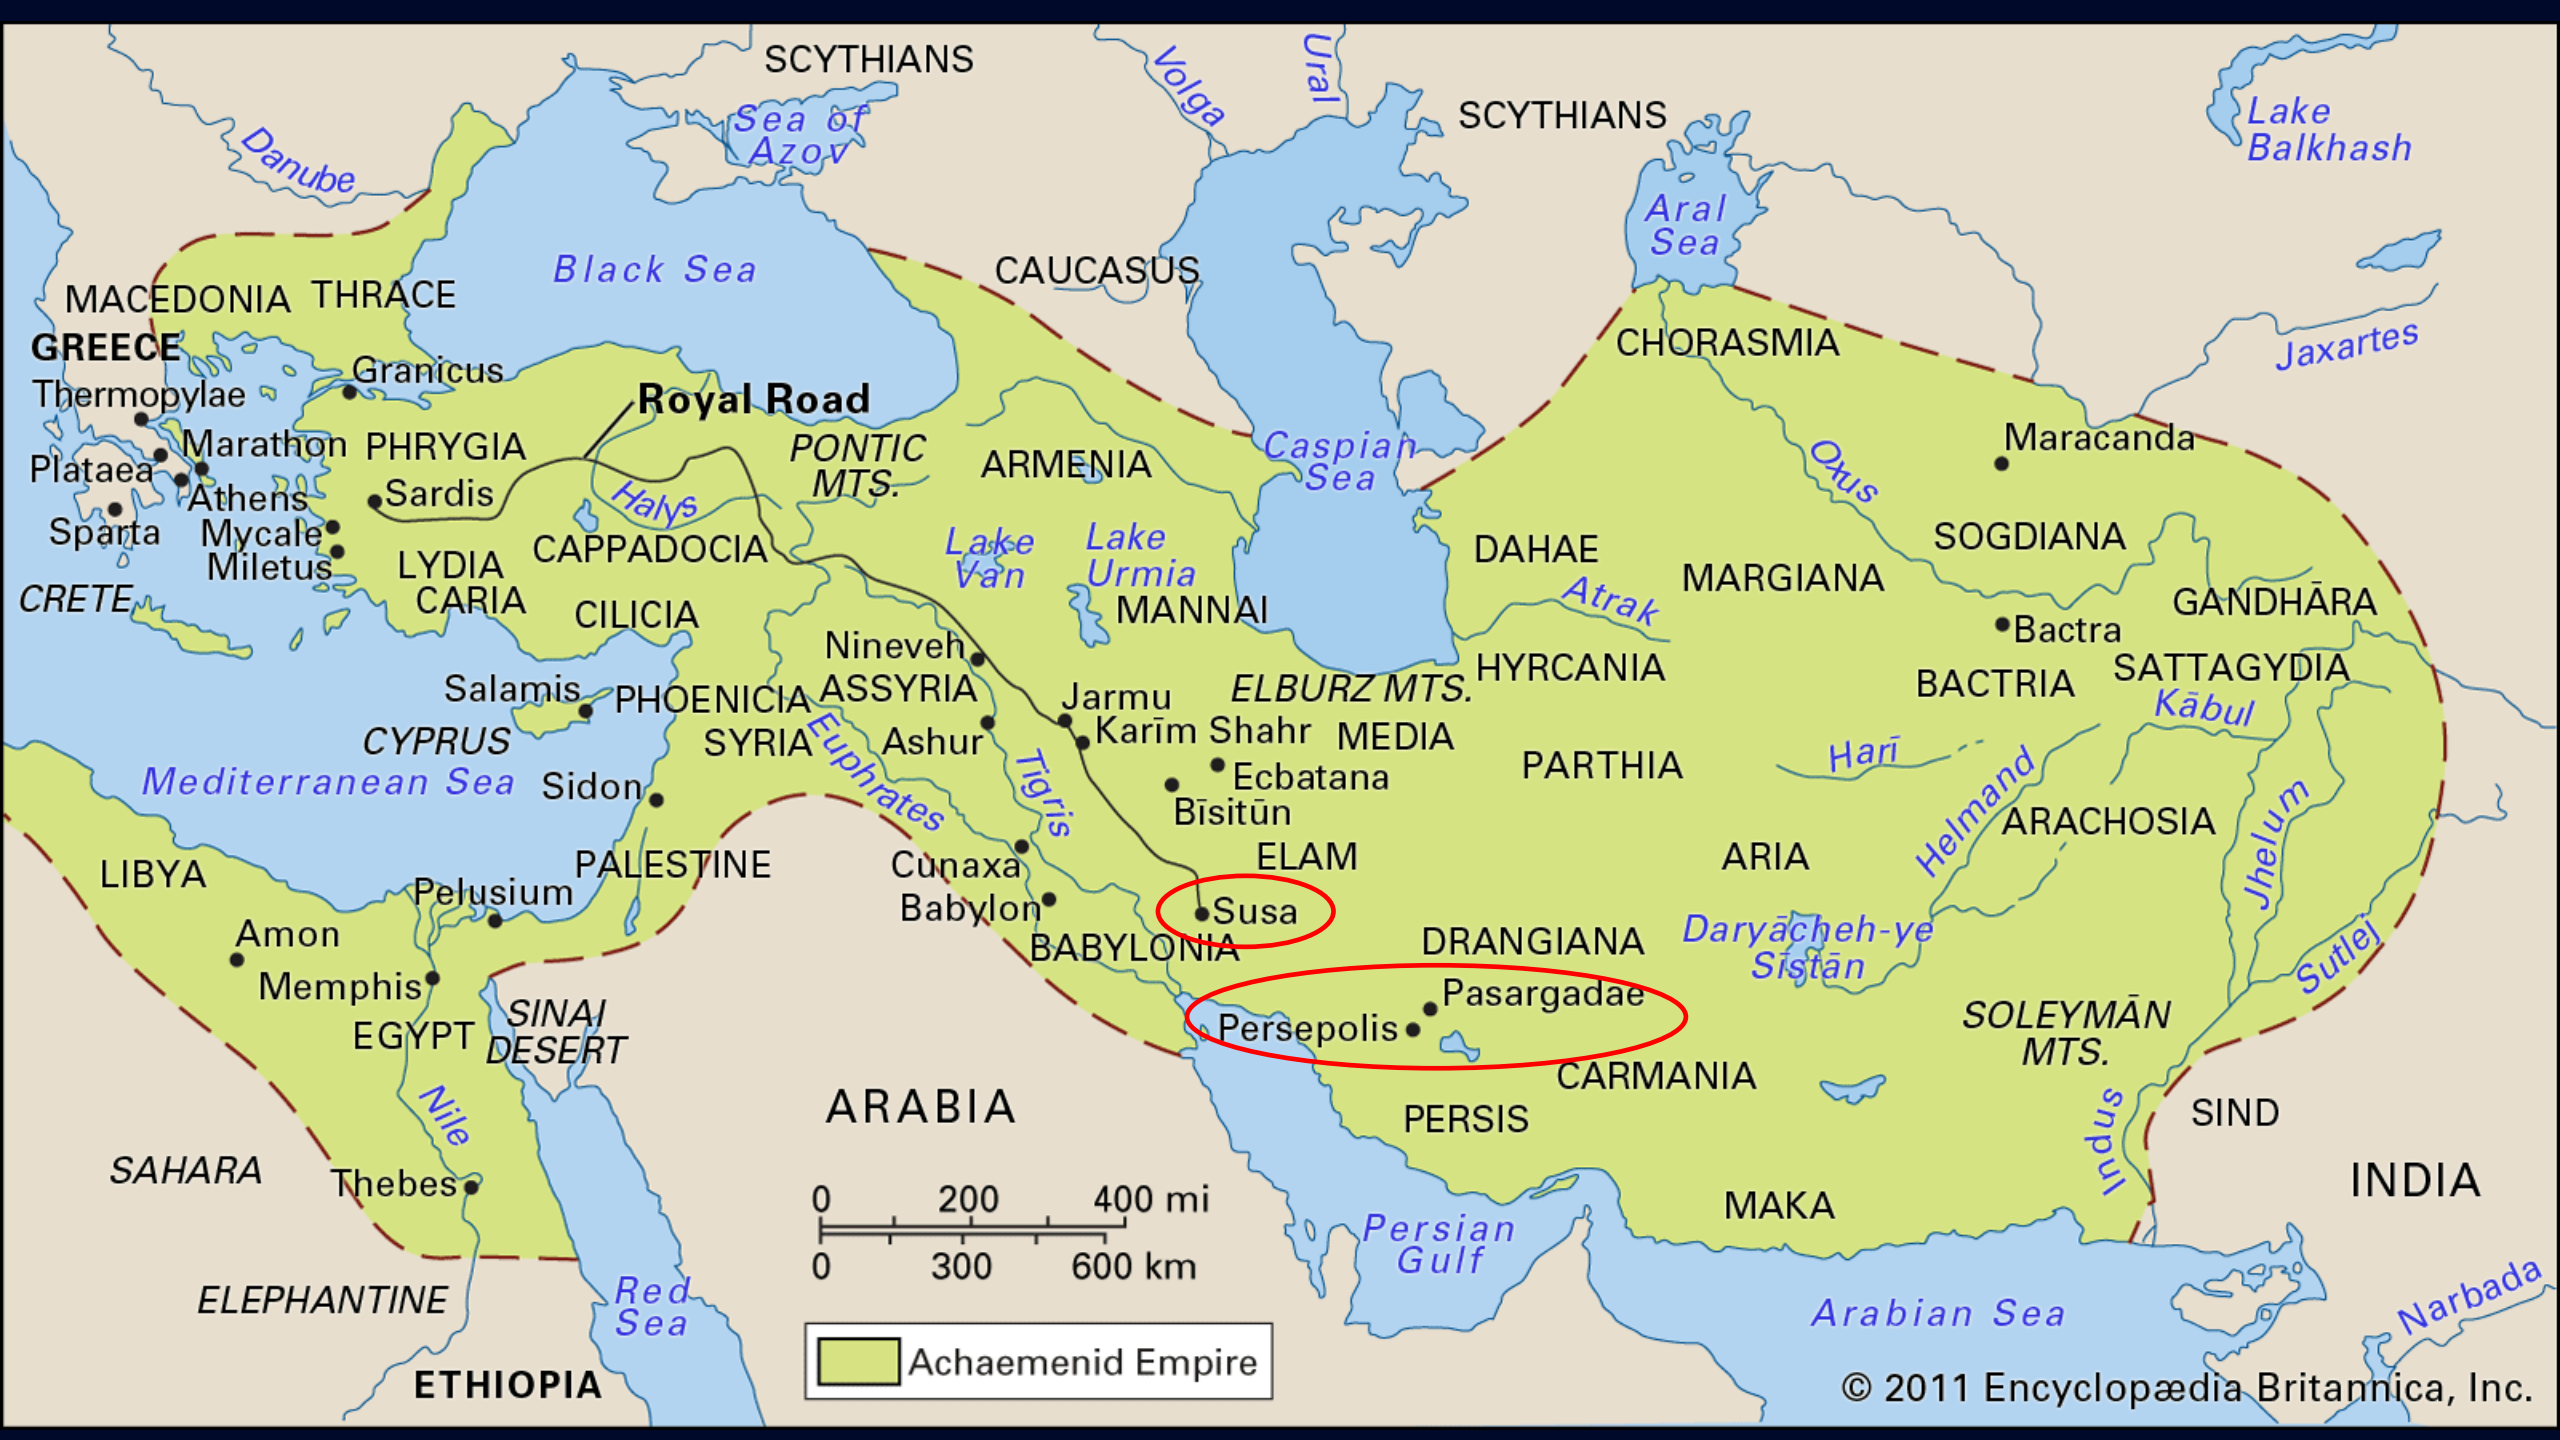 SCYTHIANS
Volga
Ural
SCYTHIANS
Sea of
Azov
Lake
Balkhash
Danube
Aral
Sea
Black Sea
CAUCASUS
MACEDONIA
THRACE
GREECE
CHORASMIA
Jaxartes
Granicus
Thermopylae
Royal Road
Marathon
PHRYGIA
PONTIC
MTS.
ARMENIA
Caspian
Sea
Maracanda
Oxus
Plataea
Sardis
Athens
Halys
Sparta
Mycale
Miletus
LYDIA
CARIA
CAPPADOCIA
Lake
Van
Lake
Urmia
DAHAE
SOGDIANA
MARGIANA
Atrak
CRETE
CILICIA
MANNAI
GANDHĀRA
Bactra
Nineveh
ASSYRIA
HYRCANIA
BACTRIA
SATTAGYDIA
Salamis
PHOENICIA
ELBURZ MTS.
Jarmu
Kābul
CYPRUS
SYRIA
Euphrates
Ashur
Karīm Shahr
MEDIA
Harī
PARTHIA
Mediterranean Sea
Sidon
Tigris
Ecbatana
Bīsitūn
Helmand
ARACHOSIA
Jhelum
LIBYA
PALESTINE
Cunaxa
ELAM
ARIA
Pelusium
Babylon
Susa
Amon
BABYLONIA
DRANGIANA
Daryācheh-ye
Sīstān
Sutlej
Memphis
Pasargadae
Persepolis
EGYPT
SINAI
DESERT
SOLEYMĀN
MTS.
CARMANIA
ARABIA
PERSIS
Nile
Indus
SIND
SAHARA
Thebes
INDIA
0 200 400 mi
0 300 600 km
MAKA
Persian
Gulf
ELEPHANTINE
Red
Sea
Arabian Sea
Narbada
Achaemenid Empire
ETHIOPIA
© 2011 Encyclopædia Britannica, Inc.